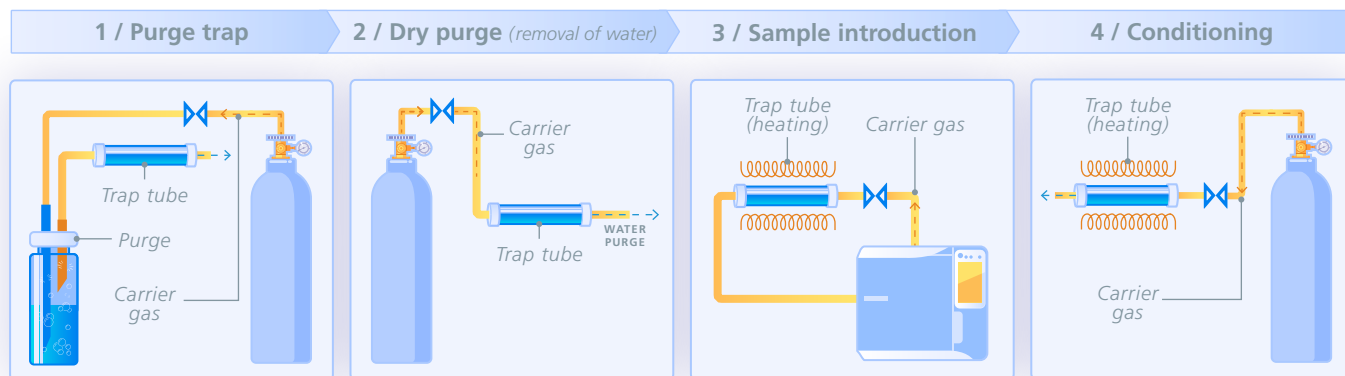 1 / Purge trap
2 / Dry purge (removal of water)
3 / Sample introduction
4 / Conditioning
Trap tube
Purge
Carrier
gas
Carrier
gas
Trap tube
WATER
PURGE
Trap tube
(heating)
Carrier gas
Trap tube
(heating)
Carrier
gas